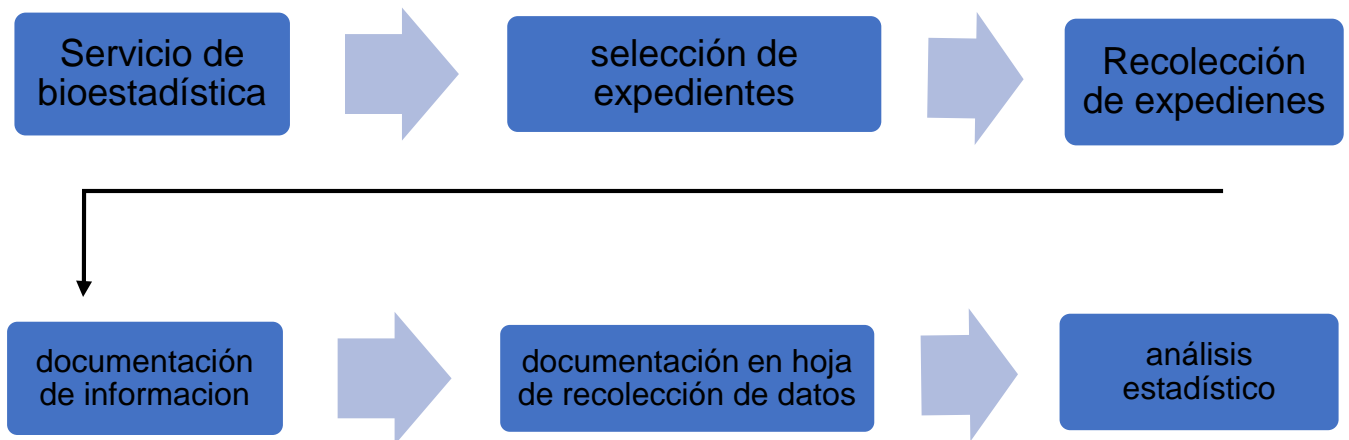 Servicio de
bioestadística
selección de
expedientes
Recolección
de expedienes
documentación
de informacion
documentación en hoja
de recolección de datos
análisis
estadístico